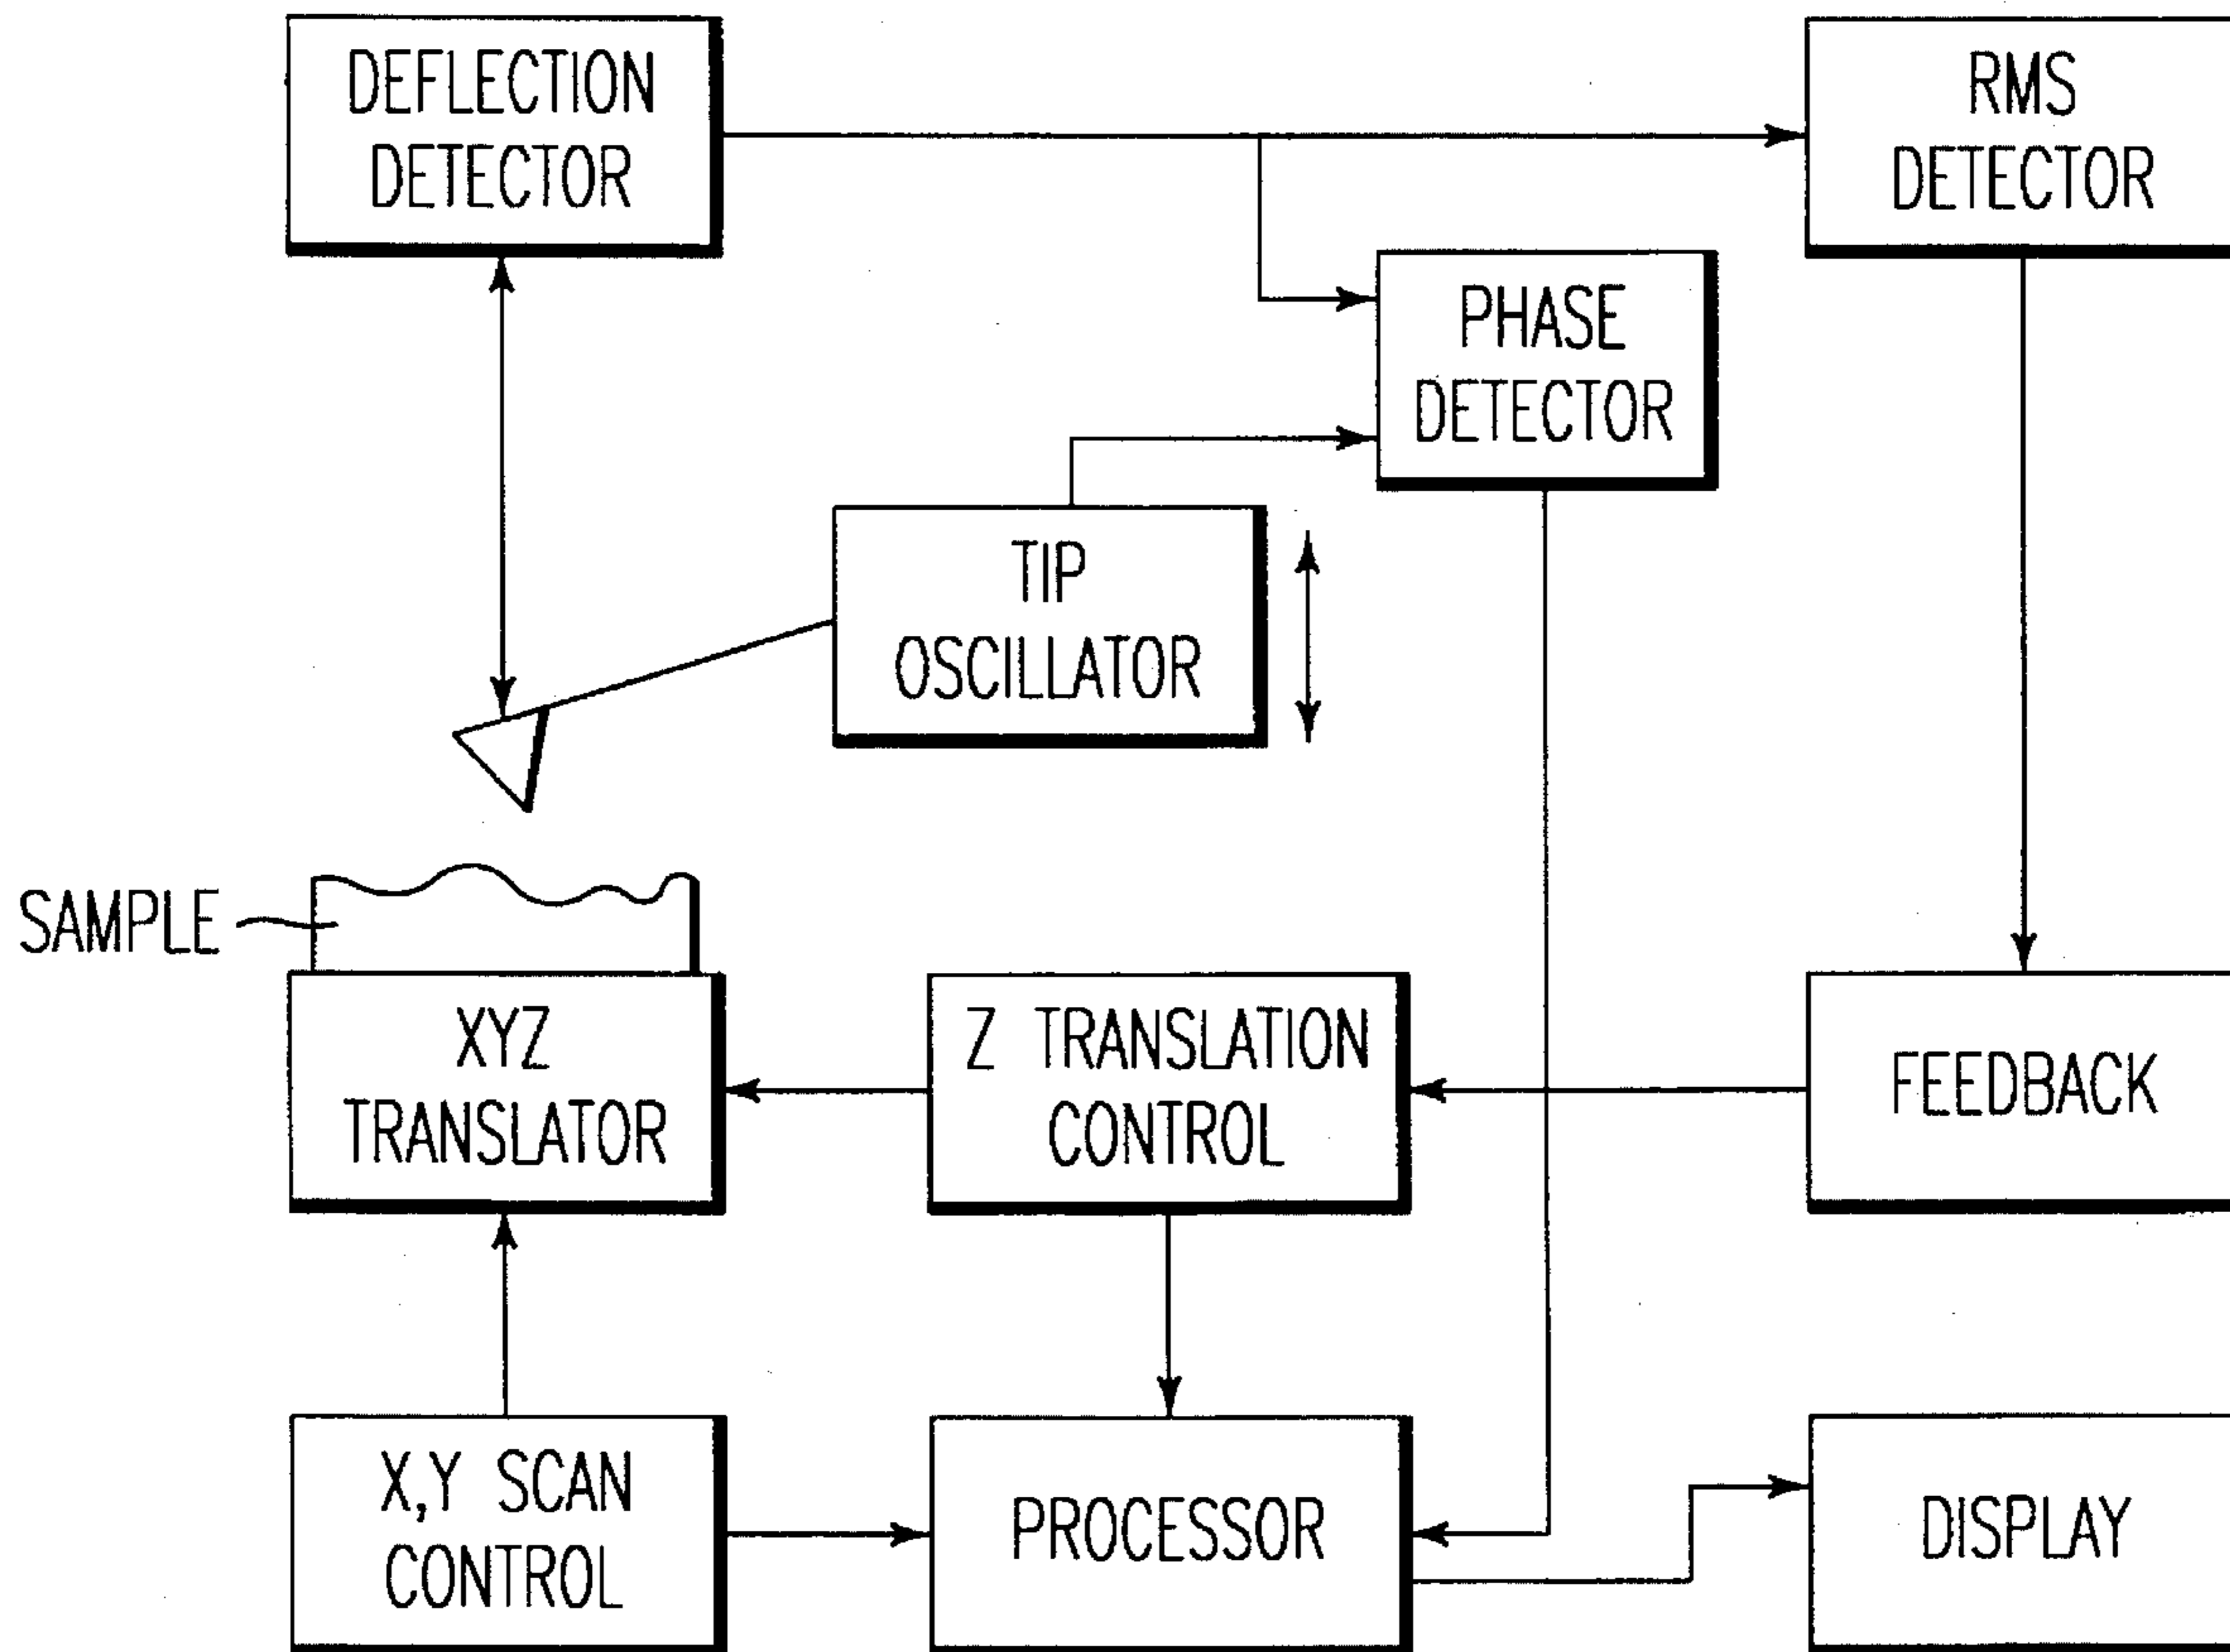 DEFLECTION
DETECTOR
RMS
DETECTOR
PHASE
DETECTOR
TIP
OSCILLATOR
SAMPLE
XYZ
TRANSLATOR
Z TRANSLATION
CONTROL
FEEDBACK
X,Y SCAN
CONTROL
PROCESSOR
DISPLAY